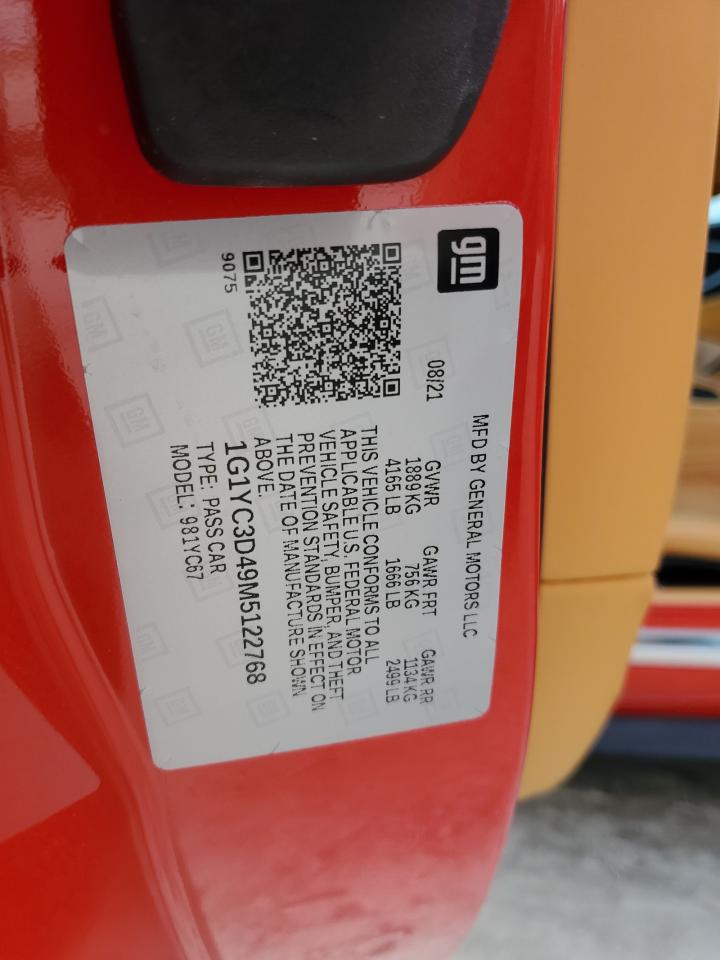 gm
MFD BY GENERAL MOTORS LLC
08/21
GVWR GAWR FRT GAWR RR
1889 KG 756 KG 1134 KG
4165 LB 1666 LB 2499 LB
THIS VEHICLE CONFORMS TO ALL
APPLICABLE U.S. FEDERAL MOTOR
VEHICLE SAFETY, BUMPER, AND THEFT
PREVENTION STANDARDS IN EFFECT ON
THE DATE OF MANUFACTURE SHOWN
ABOVE.
1G1YC3D49M5122768
TYPE: PASS CAR
MODEL: 981YC67
9075